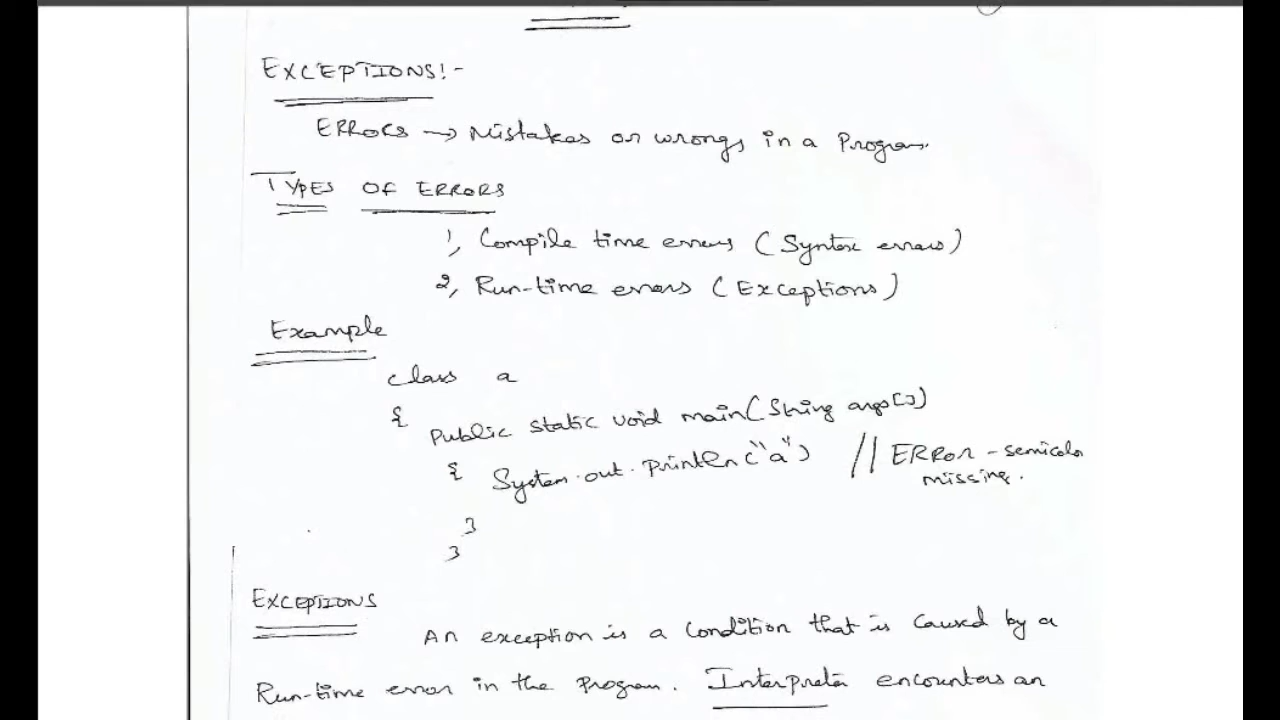 EXCEPTIONS:-
ERRORS → Mistakes or wrongs in a Program.
TYPES OF ERRORS
1, Compile time errors (Syntax errors)
2, Run-time errors (Exceptions)
Example
class a
{
Public static void main(String args[])
{ System.out.println("a") // ERROR - semicolon
missing.
}
}
EXCEPTIONS
An exception is a condition that is caused by a
Run-time error in the Program. Interpreter encounters an